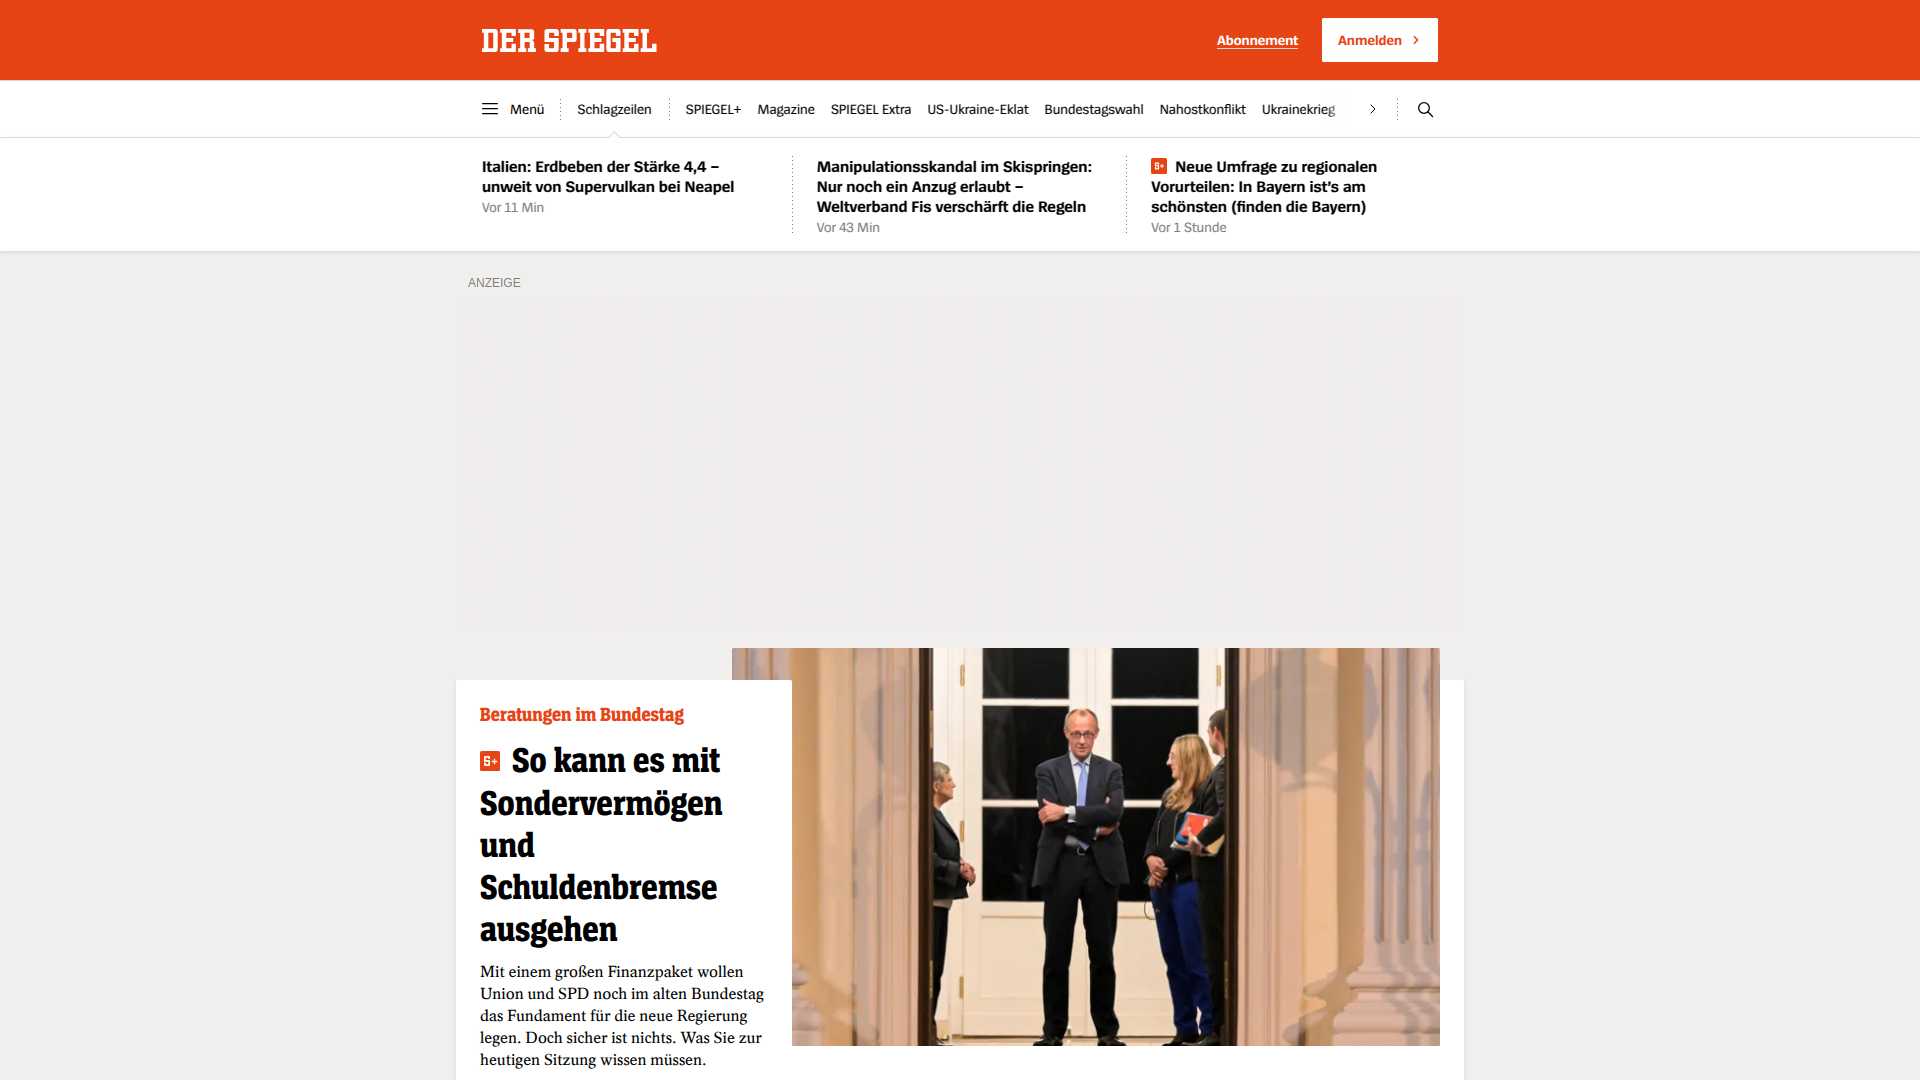 DER SPIEGEL
Abonnement
Anmelden
Menü
Schlagzeilen
SPIEGEL+
Magazine
SPIEGEL Extra
US-Ukraine-Eklat
Bundestagswahl
Nahostkonflikt
Ukrainekrieg
Italien: Erdbeben der Stärke 4,4 –
unweit von Supervulkan bei Neapel
Vor 11 Min
Manipulationsskandal im Skispringen:
Nur noch ein Anzug erlaubt –
Weltverband Fis verschärft die Regeln
Vor 43 Min
S+ Neue Umfrage zu regionalen
Vorurteilen: In Bayern ist's am
schönsten (finden die Bayern)
Vor 1 Stunde
ANZEIGE
Beratungen im Bundestag
S+ So kann es mit
Sondervermögen
und
Schuldenbremse
ausgehen
Mit einem großen Finanzpaket wollen
Union und SPD noch im alten Bundestag
das Fundament für die neue Regierung
legen. Doch sicher ist nichts. Was Sie zur
heutigen Sitzung wissen müssen.